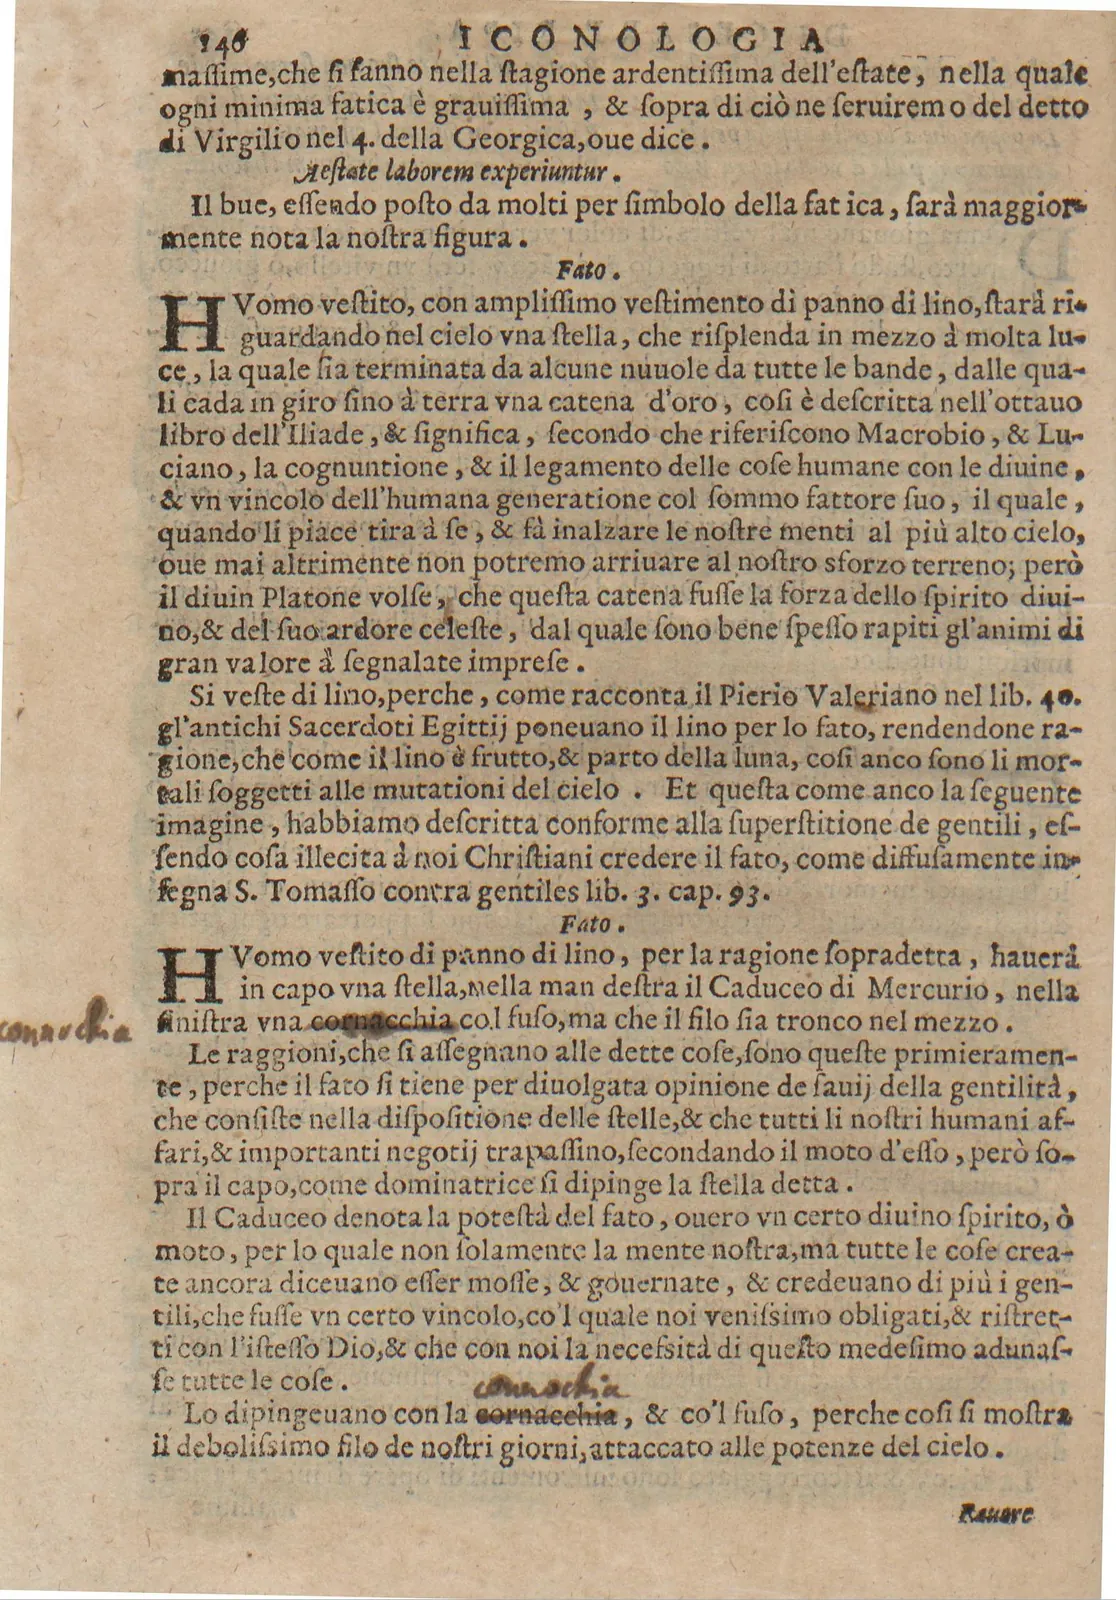 146 ICONOLOGIA
massime,che si fanno nella stagione ardentissima dell'estate, nella quale
ogni minima fatica è grauissima , & sopra di ciò ne seruiremo del detto
di Virgilio nel 4. della Georgica,oue dice .
Aestate laborem experiuntur .
Il bue, essendo posto da molti per simbolo della fatica, sarà maggior-
mente nota la nostra figura .
Fato .
HVomo vestito, con amplissimo vestimento di panno di lino,starà ri-
guardando nel cielo vna stella, che risplenda in mezzo à molta lu-
ce, la quale sia terminata da alcune nuuole da tutte le bande, dalle qua-
li cada in giro sino à terra vna catena d'oro, così è descritta nell'ottauo
libro dell'Iliade, & significa, secondo che riferiscono Macrobio, & Lu-
ciano, la cognuntione, & il legamento delle cose humane con le diuine,
& vn vincolo dell'humana generatione col sommo fattore suo, il quale,
quando li piace tira à se, & fà inalzare le nostre menti al più alto cielo,
oue mai altrimente non potremo arriuare al nostro sforzo terreno; però
il diuin Platone volse, che questa catena fusse la forza dello spirito diui-
no,& del suo ardore celeste, dal quale sono bene spesso rapiti gl'animi di
gran valore à segnalate imprese .
Si veste di lino,perche, come racconta il Pierio Valeriano nel lib. 40.
gl'antichi Sacerdoti Egittij poneuano il lino per lo fato, rendendone ra-
gione,che come il lino è frutto,& parto della luna, così anco sono li mor-
tali soggetti alle mutationi del cielo . Et questa come anco la seguente
imagine, habbiamo descritta conforme alla superstitione de gentili, es-
sendo cosa illecita à noi Christiani credere il fato, come diffusamente in-
segna S. Tomasso contra gentiles lib. 3. cap. 93.
Fato .
HVomo vestito di panno di lino, per la ragione sopradetta, hauerà
in capo vna stella,nella man destra il Caduceo di Mercurio, nella
sinistra vna cornacchia co.l fuso,ma che il filo sia tronco nel mezzo .
conocchia
Le raggioni,che si assegnano alle dette cose,sono queste primieramen-
te, perche il fato si tiene per diuolgata opinione de sauij della gentilità,
che consiste nella dispositione delle stelle,& che tutti li nostri humani af-
fari,& importanti negotij trapassino,secondando il moto d'esso, però so-
pra il capo,come dominatrice si dipinge la stella detta .
Il Caduceo denota la potestà del fato, ouero vn certo diuino spirito, ò
moto, per lo quale non solamente la mente nostra,ma tutte le cose crea-
te ancora diceuano esser mosse, & gouernate, & credeuano di più i gen-
tili,che fusse vn certo vincolo,co'l quale noi venissimo obligati,& ristret-
ti con l'istesso Dio,& che con noi la necessità di questo medesimo adunas-
se tutte le cose .
conochia
Lo dipingeuano con la cornacchia, & co'l fuso, perche così si mostra
il debolissimo filo de nostri giorni,attaccato alle potenze del cielo .
Rauore